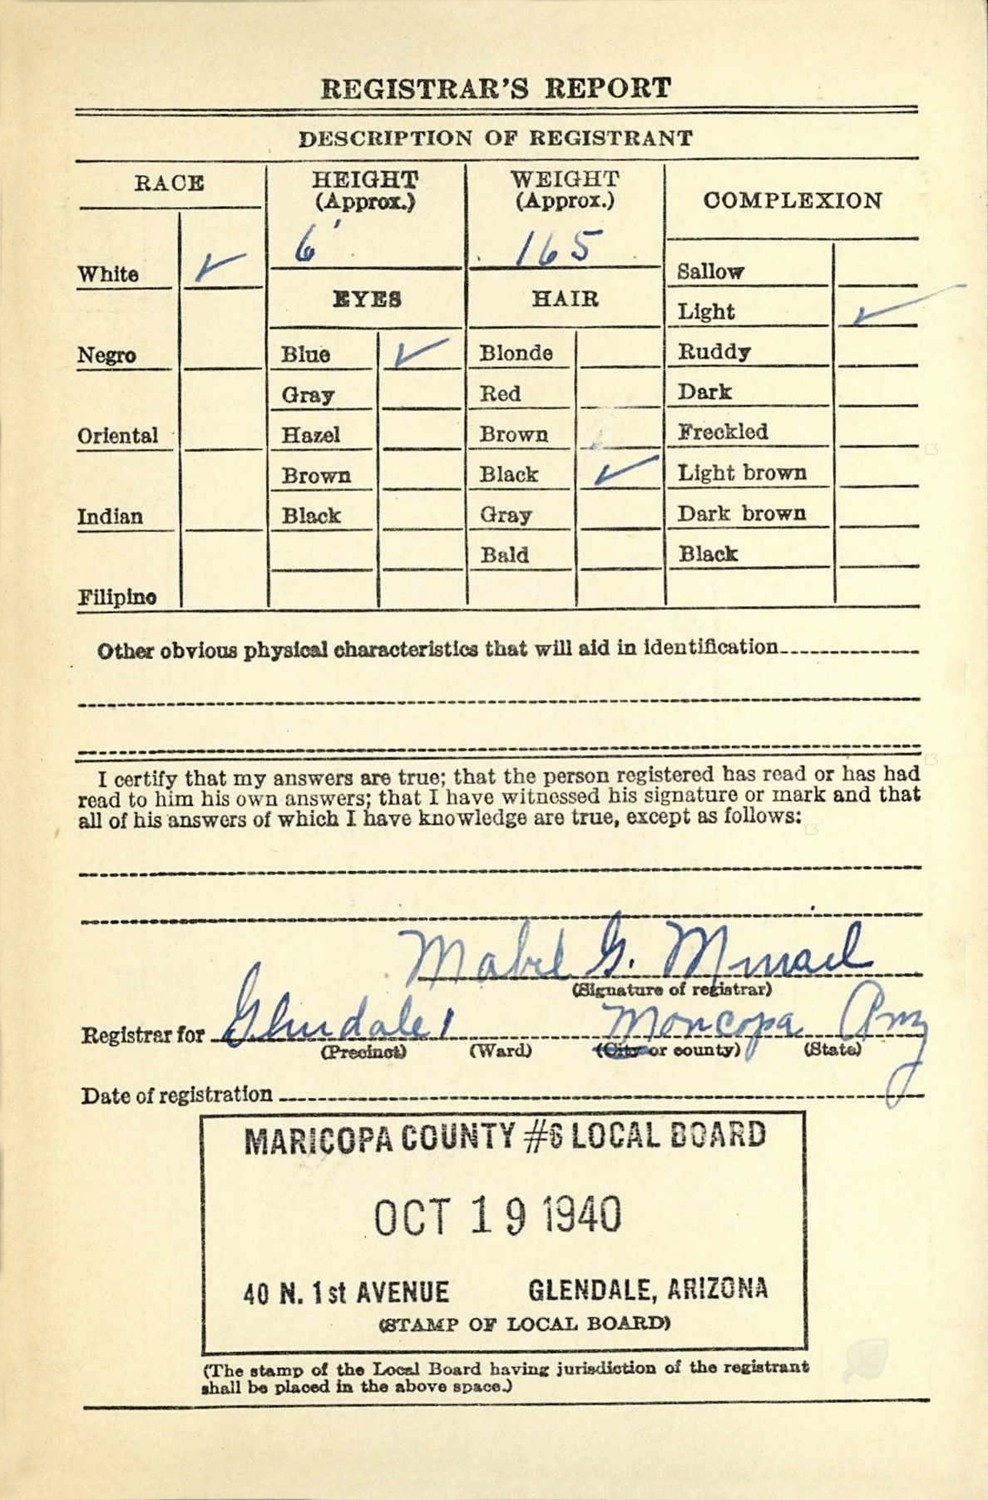 REGISTRAR'S REPORT
DESCRIPTION OF REGISTRANT
RACE
HEIGHT (Approx.)
WEIGHT (Approx.)
COMPLEXION
6'
165
White ✓
Sallow
EYES
HAIR
Light ✓
Negro
Blue ✓
Blonde
Ruddy
Gray
Red
Dark
Oriental
Hazel
Brown
Freckled
Brown
Black ✓
Light brown
Indian
Black
Gray
Dark brown
Bald
Black
Filipino
Other obvious physical characteristics that will aid in identification
I certify that my answers are true; that the person registered has read or has had
read to him his own answers; that I have witnessed his signature or mark and that
all of his answers of which I have knowledge are true, except as follows:
Mabel G.
(Signature of registrar)
Registrar for Glendale 1
(Precinct) (Ward) (City or county) (State)
Date of registration
MARICOPA COUNTY #6 LOCAL BOARD
OCT 19 1940
40 N. 1st AVENUE GLENDALE, ARIZONA
(STAMP OF LOCAL BOARD)
(The stamp of the Local Board having jurisdiction of the registrant
shall be placed in the above space.)